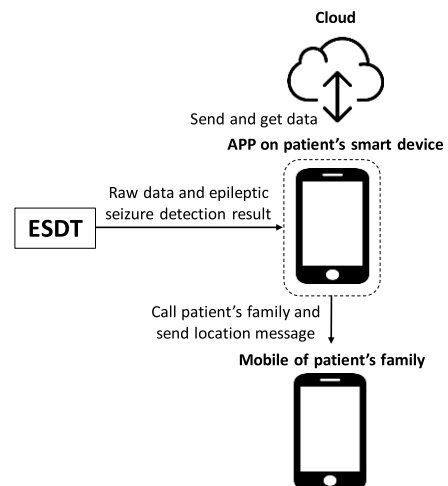 Cloud
Send and get data
APP on patient's smart device
Raw data and epileptic
seizure detection result
ESDT
Call patient's family and
send location message
Mobile of patient's family